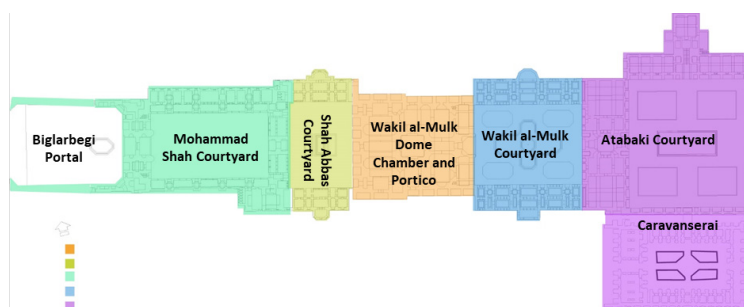 Biglarbegi
Portal
Mohammad
Shah Courtyard
Shah Abbas
Courtyard
Wakil al-Mulk
Dome
Chamber and
Portico
Wakil al-Mulk
Courtyard
Atabaki Courtyard
Caravanserai